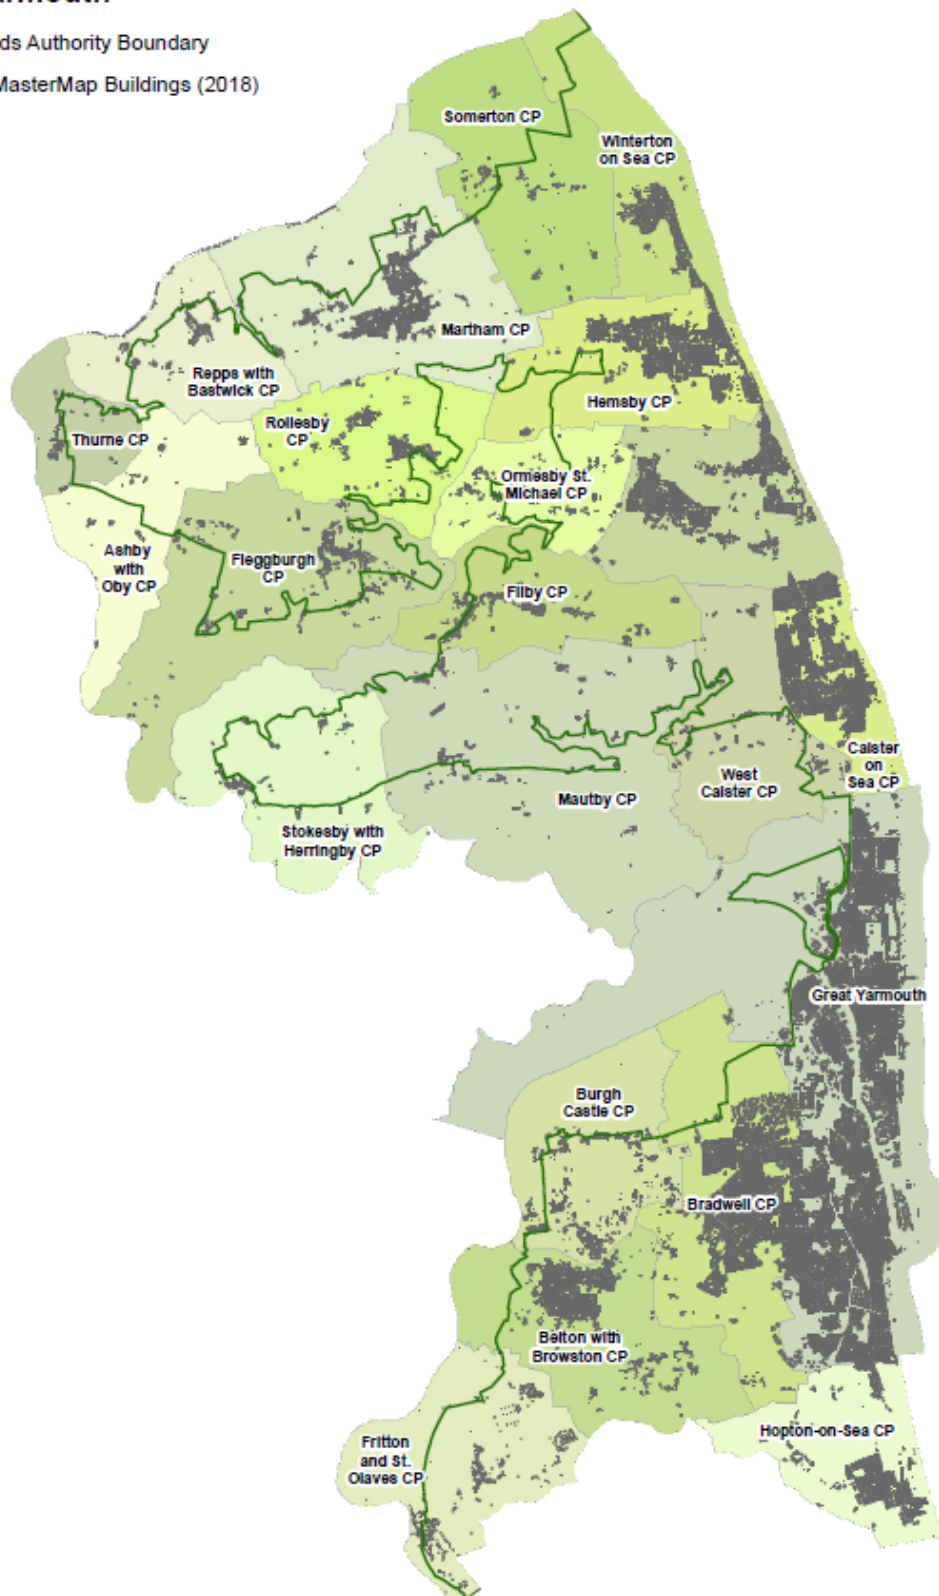 armouth
ds Authority Boundary
MasterMap Buildings (2018)
Somerton CP
Winterton
on Sea CP
Martham CP
Repps with
Bastwick CP
Hemsby CP
Rollesby
CP
Thurne CP
Ormesby St.
Michael CP
Ashby
with
Oby CP
Fleggburgh
CP
Filby CP
West
Caister CP
Caister
on
Sea CP
Mautby CP
Stokesby with
Herringby CP
Great Yarmouth
Burgh
Castle CP
Bradwell CP
Belton with
Browston CP
Hopton-on-Sea CP
Fritton
and St.
Olaves CP